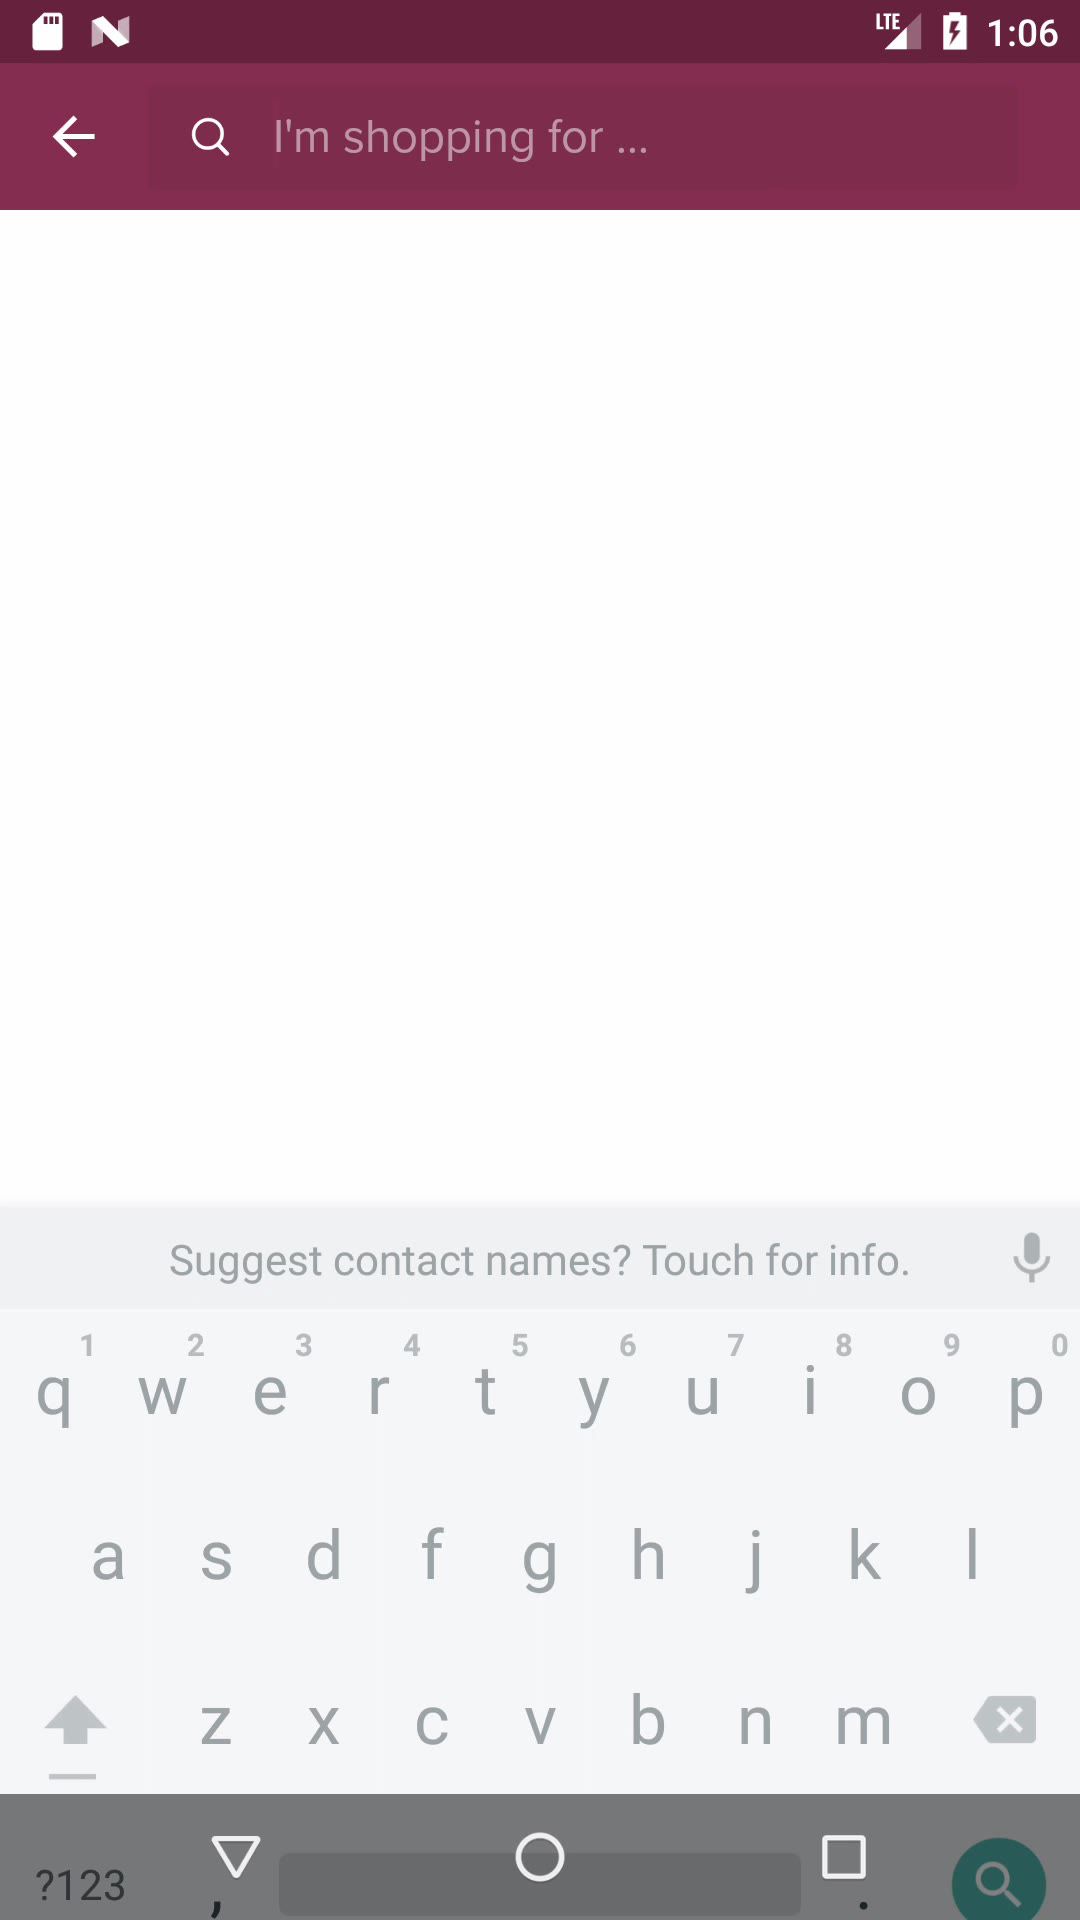 LTE 1:06
I'm shopping for ...
Suggest contact names? Touch for info.
1 2 3 4 5 6 7 8 9 0
q w e r t y u i o p
a s d f g h j k l
z x c v b n m
?123 , .